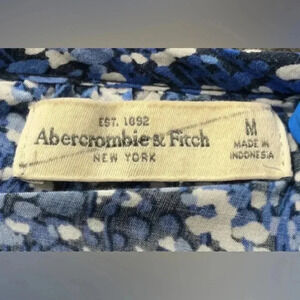 EST. 1892
Abercrombie & Fitch
NEW YORK
M
MADE IN
INDONESIA